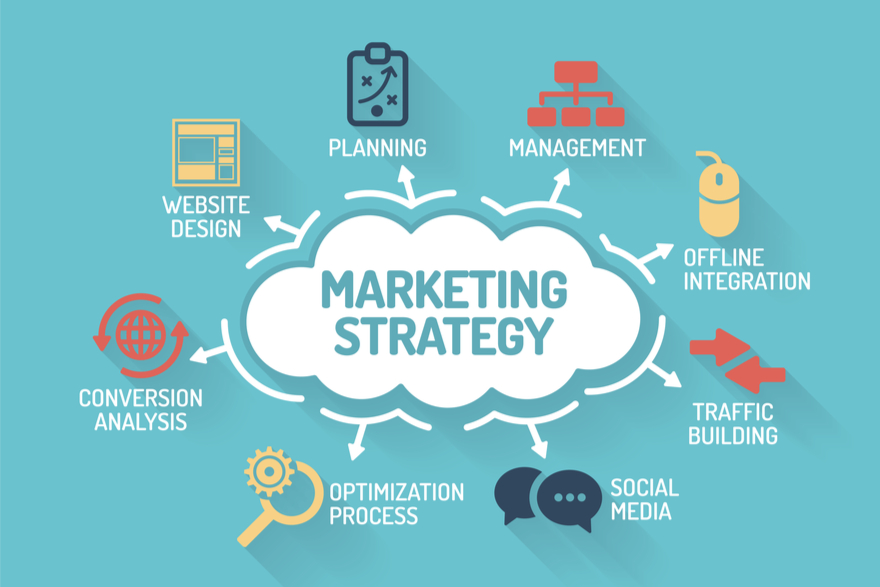 PLANNING
MANAGEMENT
WEBSITE
DESIGN
OFFLINE
INTEGRATION
MARKETING
STRATEGY
CONVERSION
ANALYSIS
TRAFFIC
BUILDING
OPTIMIZATION
PROCESS
SOCIAL
MEDIA